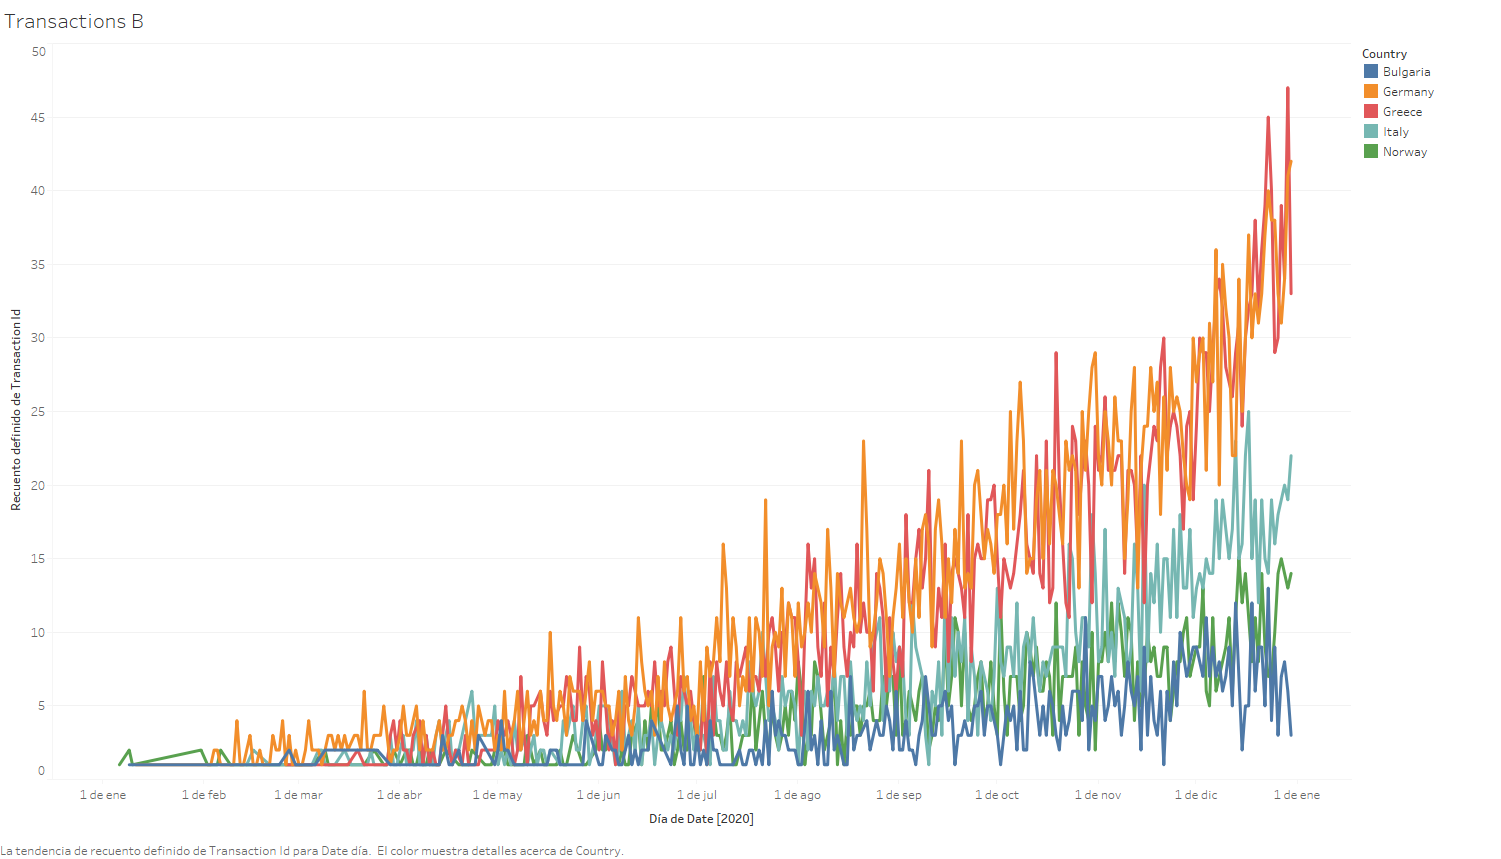 Transactions B
50
45
40
35
30
25
20
15
10
5
0
Recuento definido de Transaction Id
1 de ene
1 de feb
1 de mar
1 de abr
1 de may
1 de jun
1 de jul
1 de ago
1 de sep
1 de oct
1 de nov
1 de dic
1 de ene
Día de Date [2020]
Country
Bulgaria
Germany
Greece
Italy
Norway
La tendencia de recuento definido de Transaction Id para Date día. El color muestra detalles acerca de Country.